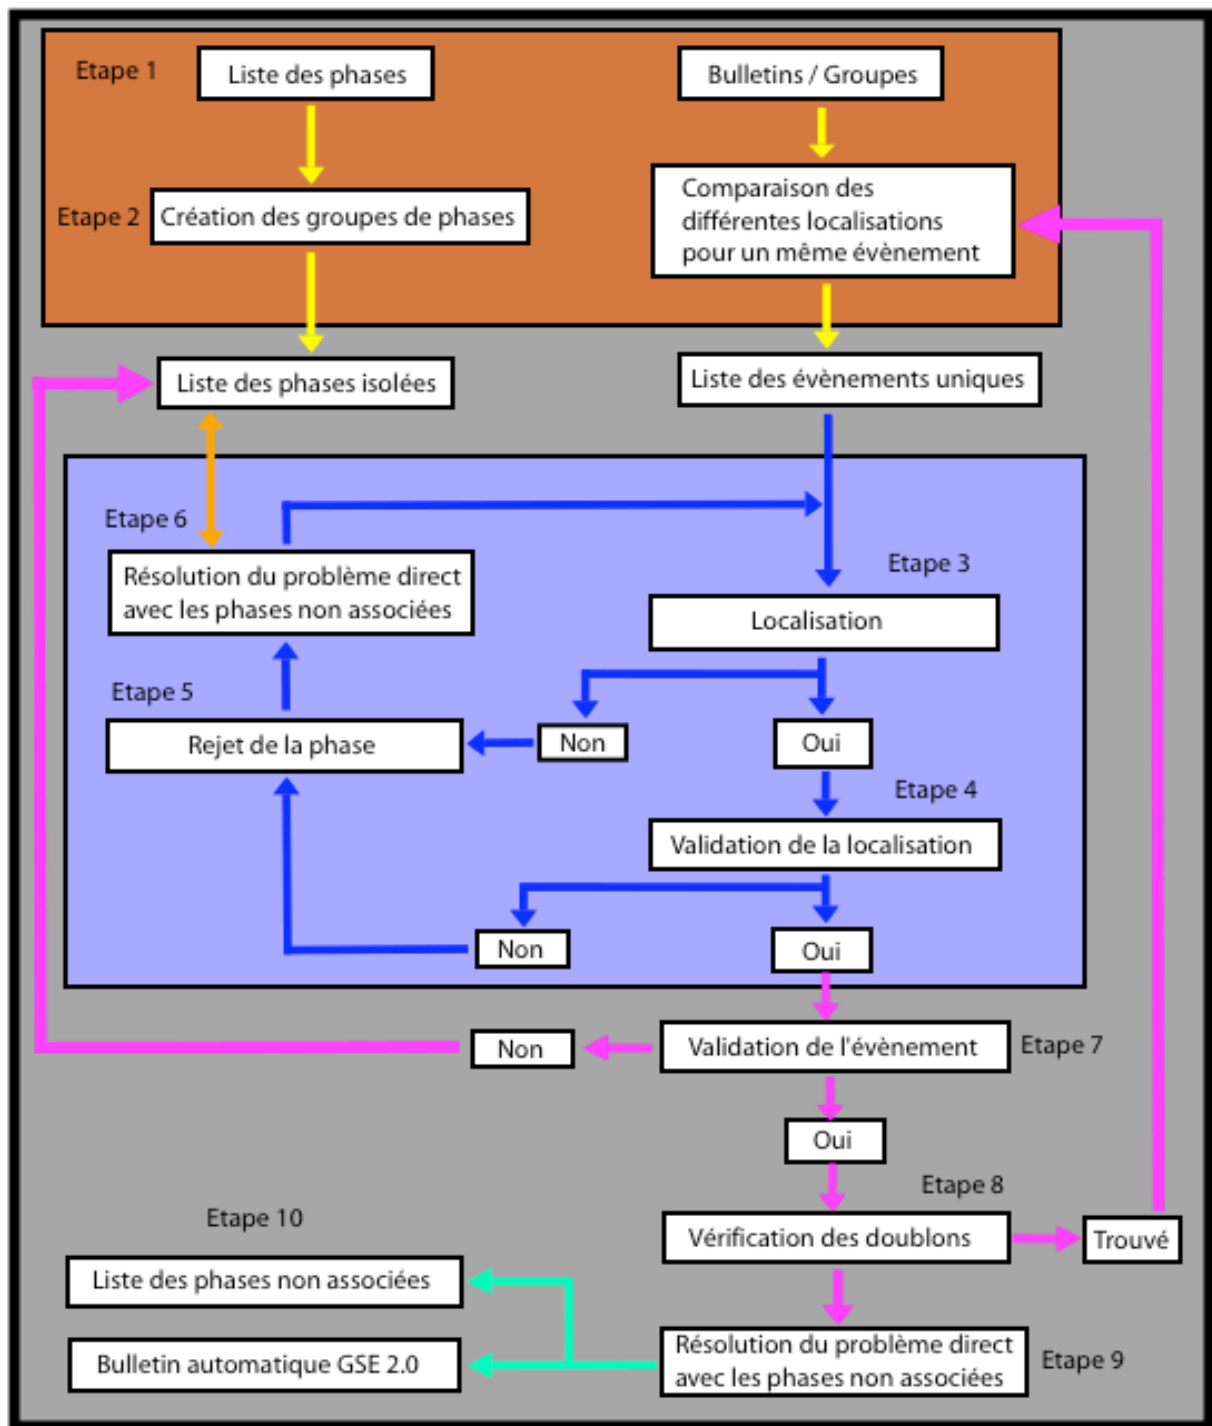 Etape 1
Liste des phases
Bulletins / Groupes
Etape 2
Création des groupes de phases
Comparaison des
différentes localisations
pour un même évènement
Liste des phases isolées
Liste des évènements uniques
Etape 6
Résolution du problème direct
avec les phases non associées
Etape 3
Localisation
Etape 5
Rejet de la phase
Non
Oui
Etape 4
Validation de la localisation
Non
Oui
Non
Validation de l'évènement
Etape 7
Oui
Etape 8
Vérification des doublons
Trouvé
Etape 10
Liste des phases non associées
Bulletin automatique GSE 2.0
Résolution du problème direct
avec les phases non associées
Etape 9